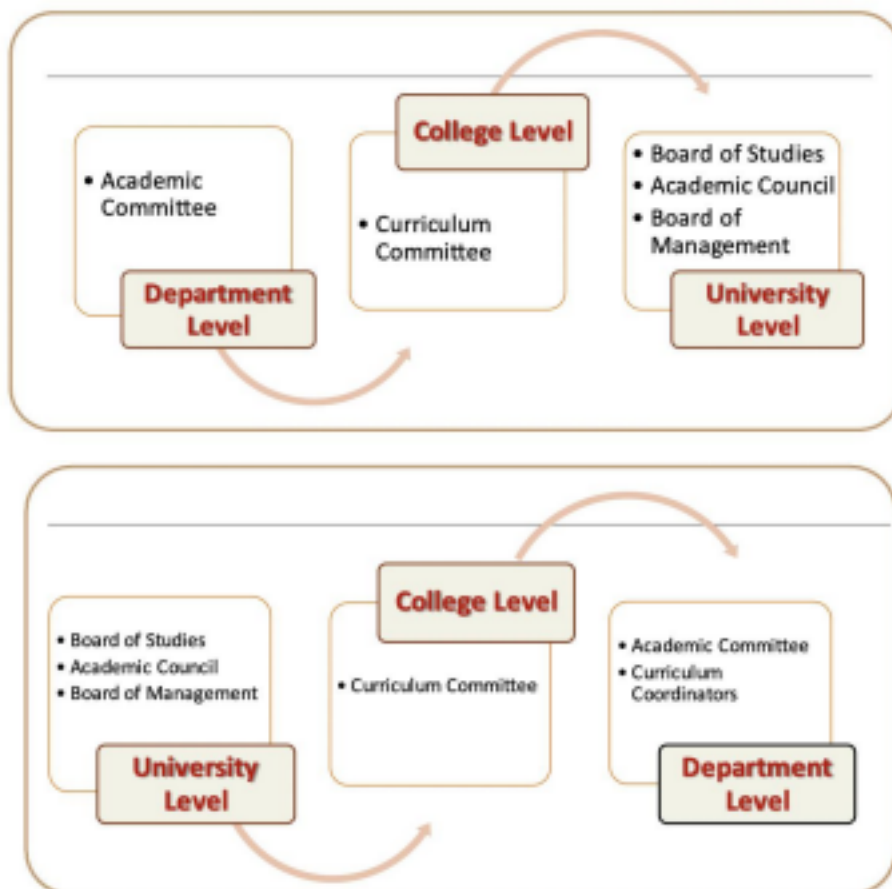 College Level
• Academic
Committee
Department
Level
• Curriculum
Committee
• Board of Studies
• Academic Council
• Board of
Management
University
Level
College Level
• Board of Studies
• Academic Council
• Board of Management
University
Level
• Curriculum Committee
• Academic Committee
• Curriculum
Coordinators
Department
Level